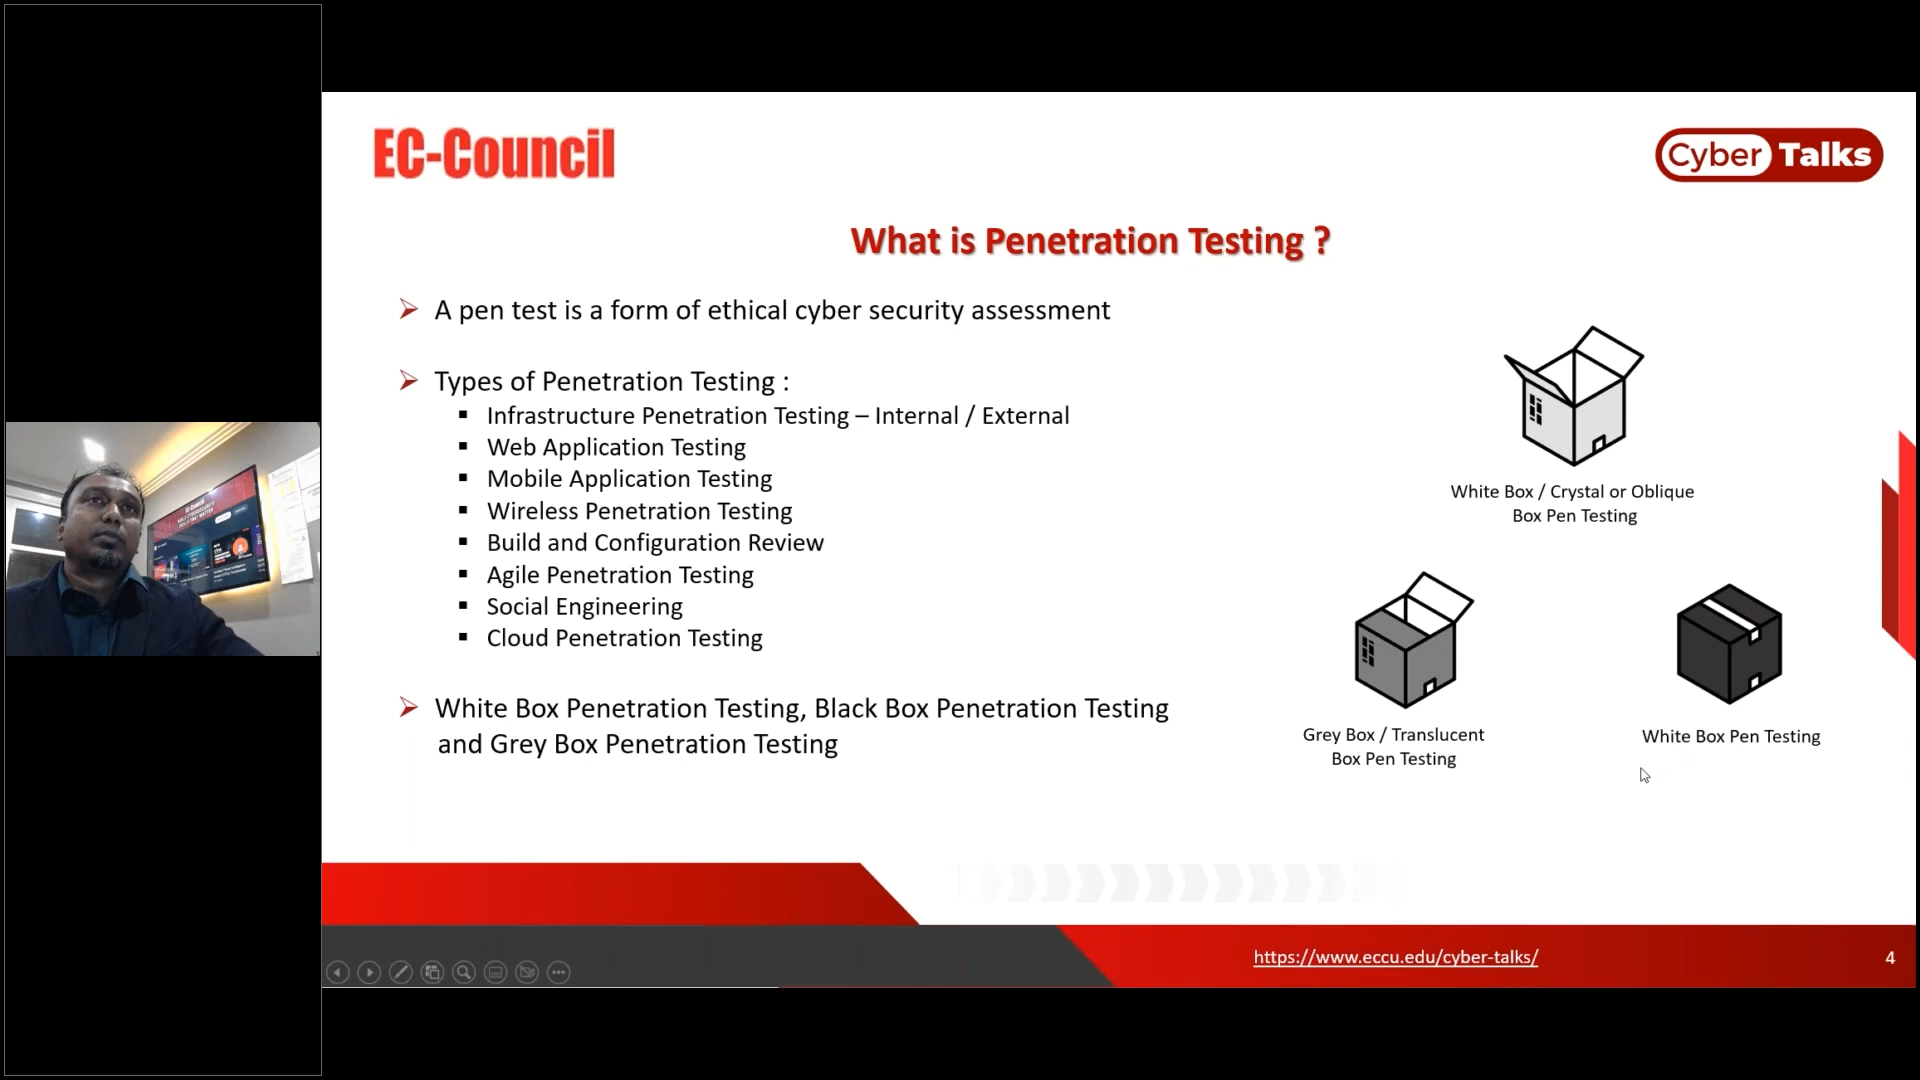 EC-Council
Cyber Talks
What is Penetration Testing ?
A pen test is a form of ethical cyber security assessment
Types of Penetration Testing :
Infrastructure Penetration Testing – Internal / External
Web Application Testing
Mobile Application Testing
Wireless Penetration Testing
Build and Configuration Review
Agile Penetration Testing
Social Engineering
Cloud Penetration Testing
White Box Penetration Testing, Black Box Penetration Testing
and Grey Box Penetration Testing
White Box / Crystal or Oblique
Box Pen Testing
Grey Box / Translucent
Box Pen Testing
White Box Pen Testing
https://www.eccu.edu/cyber-talks/
4